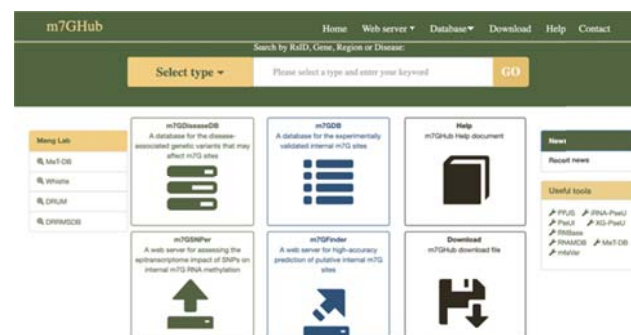 m7GHub
Home Web server Database Download Help Contact
Search by RsID, Gene, Region or Disease:
Select type
Please select a type and enter your keyword
GO
Meng Lab
MeT-DB
Whistle
DRUM
DRRMSDB
m7GDiseaseDB
A database for the disease-
associated genetic variants that may
affect m7G sites
m7GDB
A database for the experimentally
validated internal m7G sites
Help
m7GHub Help document
m7GSNPer
A web server for assessing the
epitranscriptome impact of SNPs on
internal m7G RNA methylation
m7GFinder
A web server for high-accuracy
prediction of putative internal m7G
sites
Download
m7GHub download file
News
Recent news
Useful tools
PPUS iRNA-PseU
PseUI XG-PseU
RMBase
RNAMDB MeT-DB
m6aVar